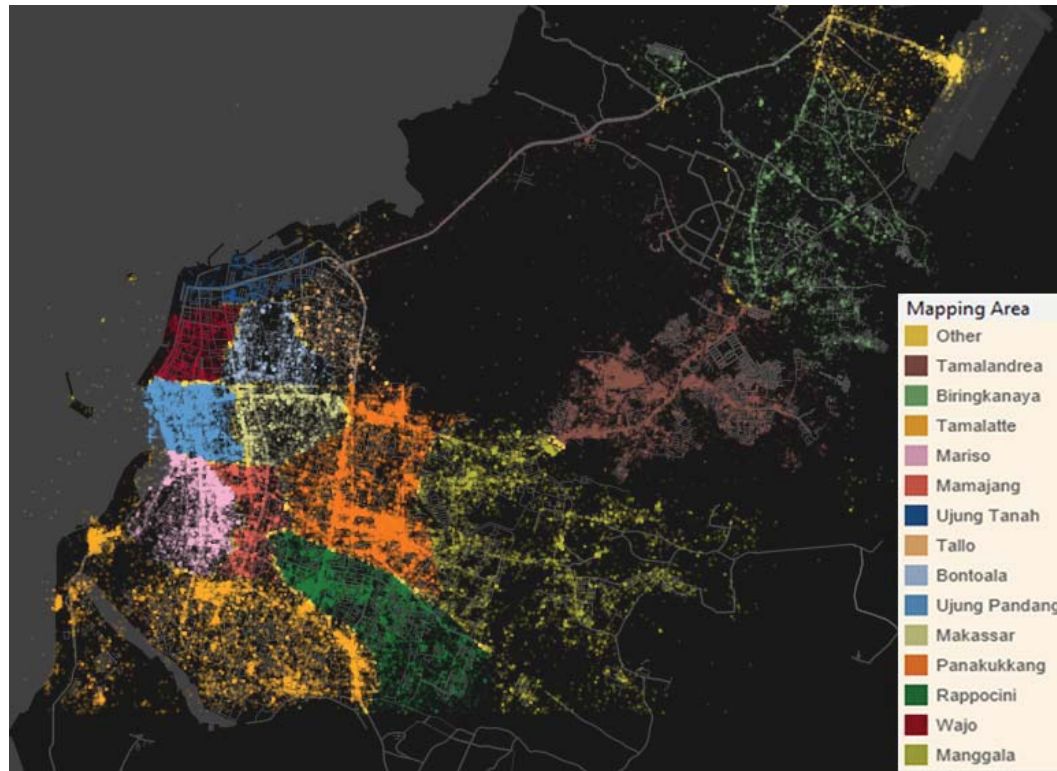 Mapping Area
Other
Tamalandrea
Biringkanaya
Tamalatte
Mariso
Mamajang
Ujung Tanah
Tallo
Bontoala
Ujung Pandang
Makassar
Panakukkang
Rappocini
Wajo
Manggala